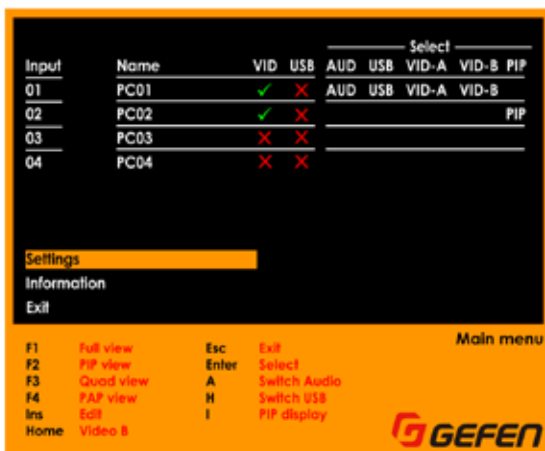 Select
Input Name VID USB AUD USB VID-A VID-B PIP
01 PC01 AUD USB VID-A VID-B
02 PC02 PIP
03 PC03
04 PC04
Settings
Information
Exit
Main menu
F1 Full view Esc Exit
F2 PIP view Enter Select
F3 Quad view A Switch Audio
F4 PAP view H Switch USB
Ins Edit I PIP display
Home Video B
GEFEN